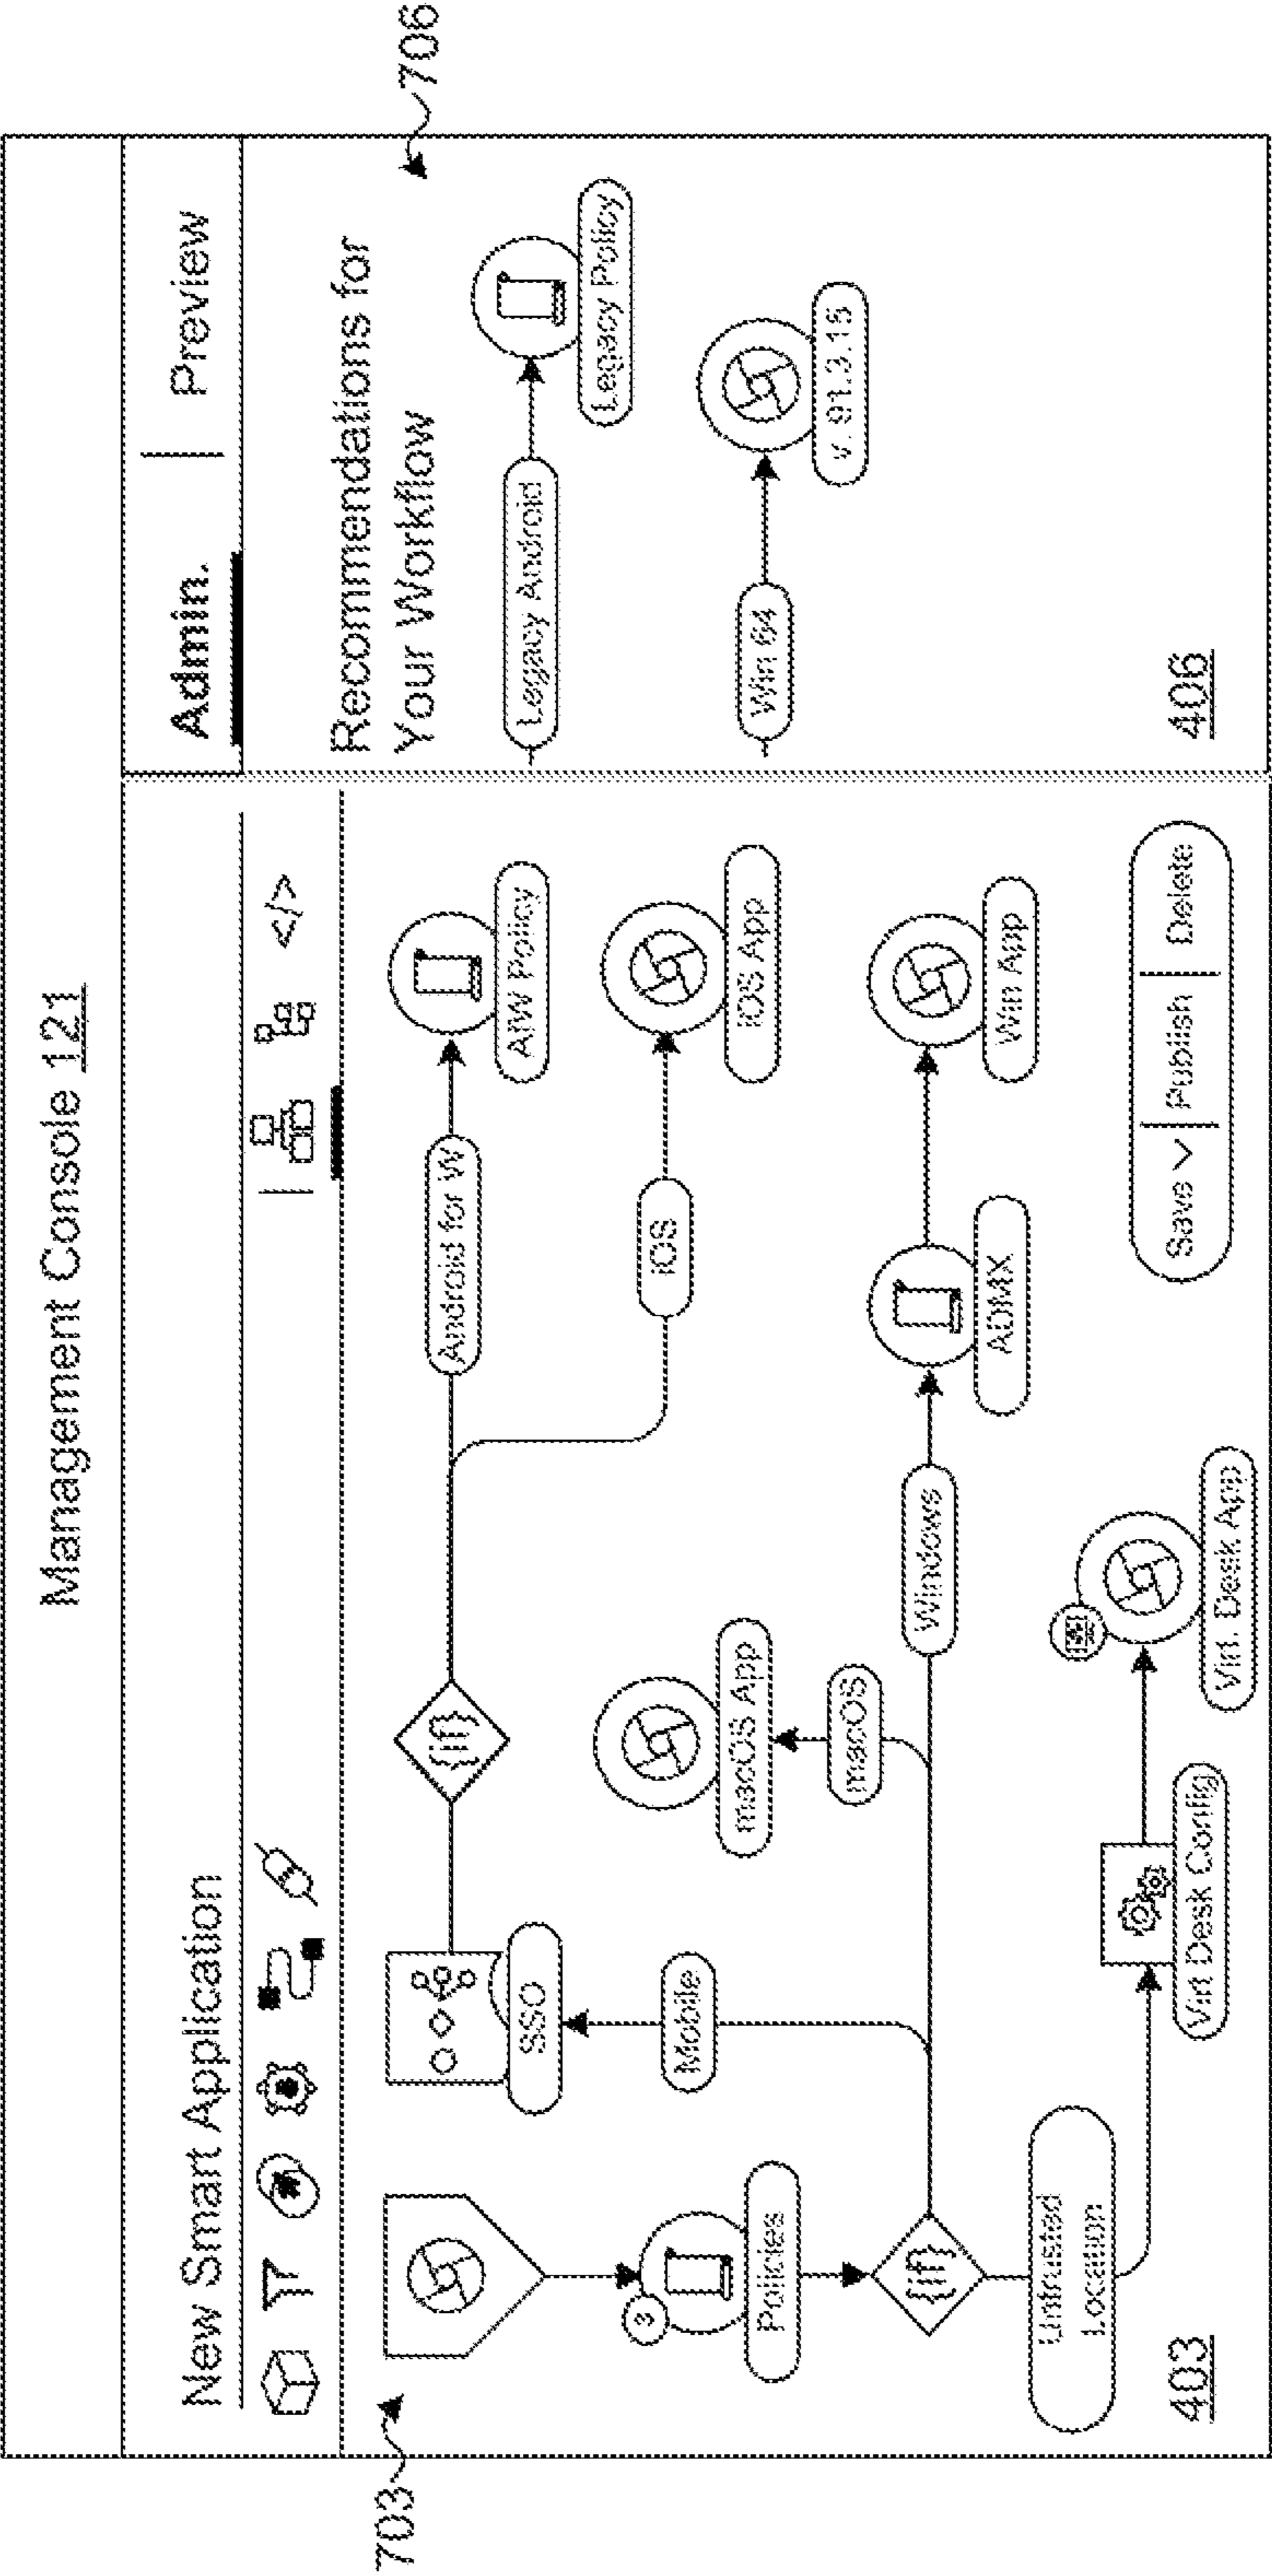 Management Console 121
New Smart Application
Admin.
Preview
</>
703
706
Recommendations for
Your Workflow
Legacy Android
Legacy Policy
Win 64
v. 91.3.15
406
SSO
{if}
Android for W
AfW Policy
iOS
iOS App
Mobile
macOS App
macOS
3
Policies
{if}
Windows
ADMX
Win App
Untrusted
Location
Virt Desk Config
Virt. Desk App
Save
Publish
Delete
403